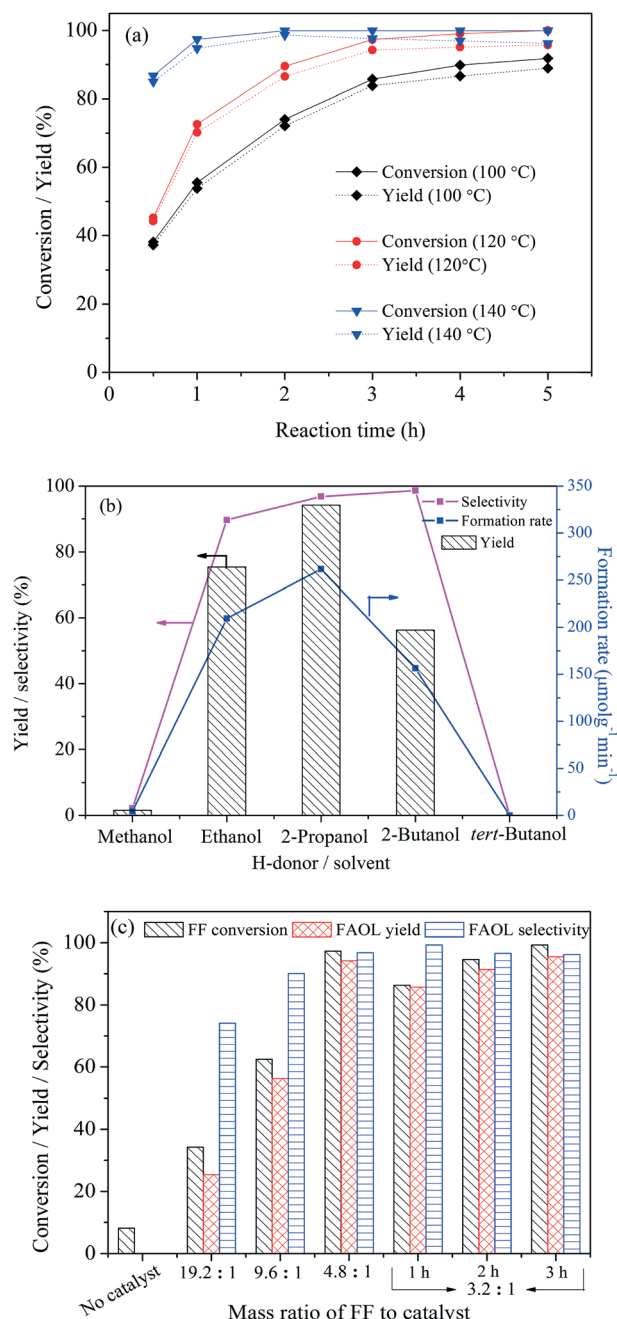 (a)
100
80
60
40
20
0
Conversion / Yield (%)
Conversion (100 °C)
Yield (100 °C)
Conversion (120 °C)
Yield (120°C)
Conversion (140 °C)
Yield (140 °C)
0 1 2 3 4 5
Reaction time (h)
(b)
100
80
60
40
20
0
Yield / selectivity (%)
Selectivity
Formation rate
Yield
350
300
250
200
150
100
50
0
Formation rate (μmolg⁻¹min⁻¹)
Methanol Ethanol 2-Propanol 2-Butanol tert-Butanol
H-donor / solvent
(c)
FF conversion FAOL yield FAOL selectivity
100
80
60
40
20
0
Conversion / Yield / Selectivity (%)
No catalyst 19.2 : 1 9.6 : 1 4.8 : 1 1 h 2 h 3 h
3.2 : 1
Mass ratio of FF to catalyst